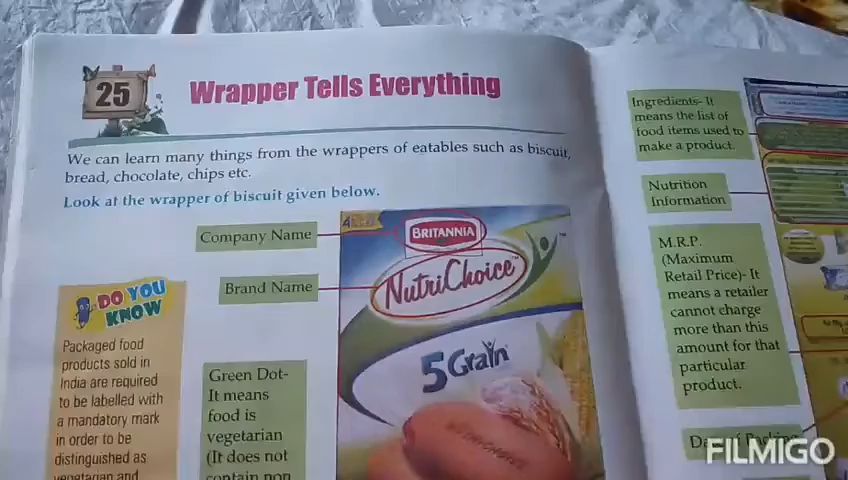 25
Wrapper Tells Everything
We can learn many things from the wrappers of eatables such as biscuit,
bread, chocolate, chips etc.
Look at the wrapper of biscuit given below.
Company Name
Brand Name
BRITANNIA
NutriChoice
5 Grain
DO YOU
KNOW
Packaged food
products sold in
India are required
to be labelled with
a mandatory mark
in order to be
distinguished as
vegetarian and
Green Dot-
It means
food is
vegetarian
(It does not
contain non
Ingredients- It
means the list of
food items used to
make a product.
Nutrition
Information
M.R.P.
(Maximum
Retail Price)- It
means a retailer
cannot charge
more than this
amount for that
particular
product.
FILMIGO